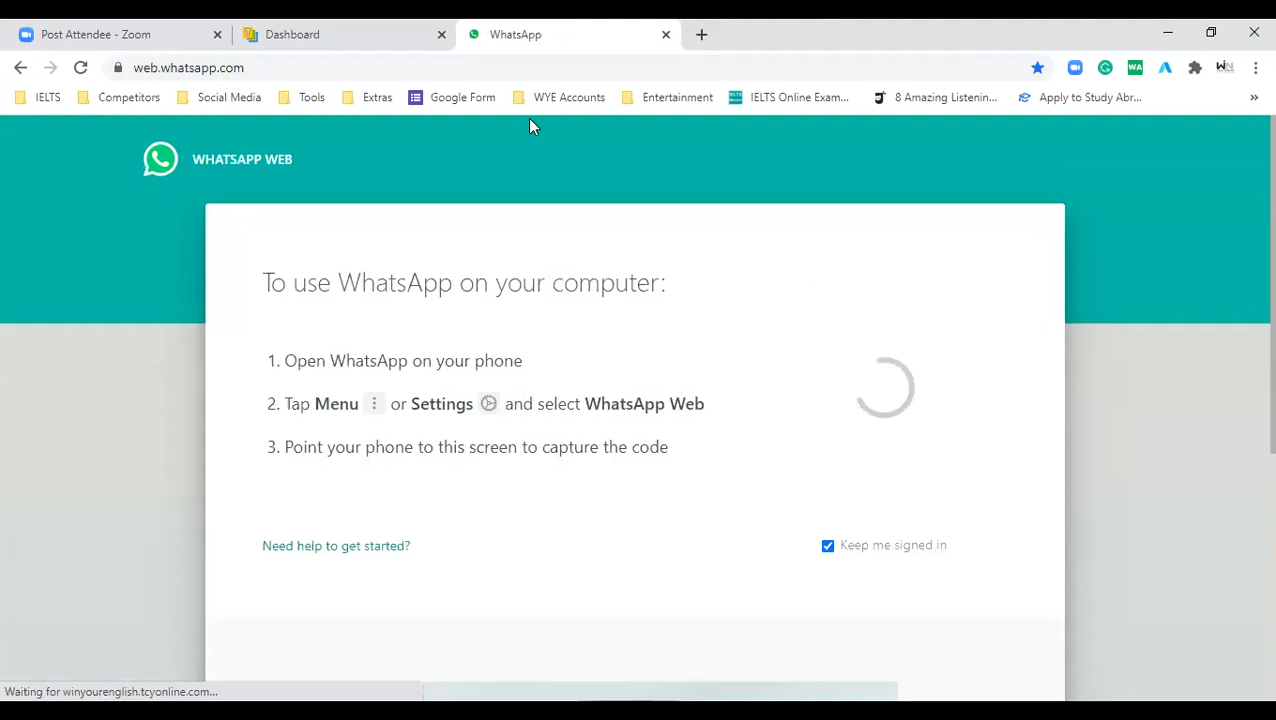 Post Attendee - Zoom
Dashboard
WhatsApp
web.whatsapp.com
IELTS
Competitors
Social Media
Tools
Extras
Google Form
WYE Accounts
Entertainment
IELTS Online Exam...
8 Amazing Listenin...
Apply to Study Abr...
WHATSAPP WEB
To use WhatsApp on your computer:
1. Open WhatsApp on your phone
2. Tap Menu or Settings and select WhatsApp Web
3. Point your phone to this screen to capture the code
Need help to get started?
Keep me signed in
Waiting for winyourenglish.tcyonline.com...